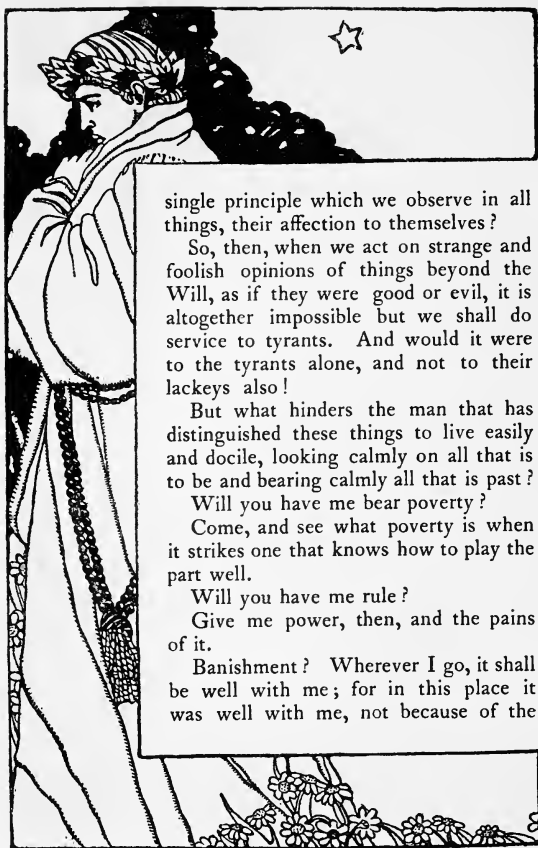 single principle which we observe in all
things, their affection to themselves?
So, then, when we act on strange and
foolish opinions of things beyond the
Will, as if they were good or evil, it is
altogether impossible but we shall do
service to tyrants. And would it were
to the tyrants alone, and not to their
lackeys also!
But what hinders the man that has
distinguished these things to live easily
and docile, looking calmly on all that is
to be and bearing calmly all that is past?
Will you have me bear poverty?
Come, and see what poverty is when
it strikes one that knows how to play the
part well.
Will you have me rule?
Give me power, then, and the pains
of it.
Banishment? Wherever I go, it shall
be well with me; for in this place it
was well with me, not because of the